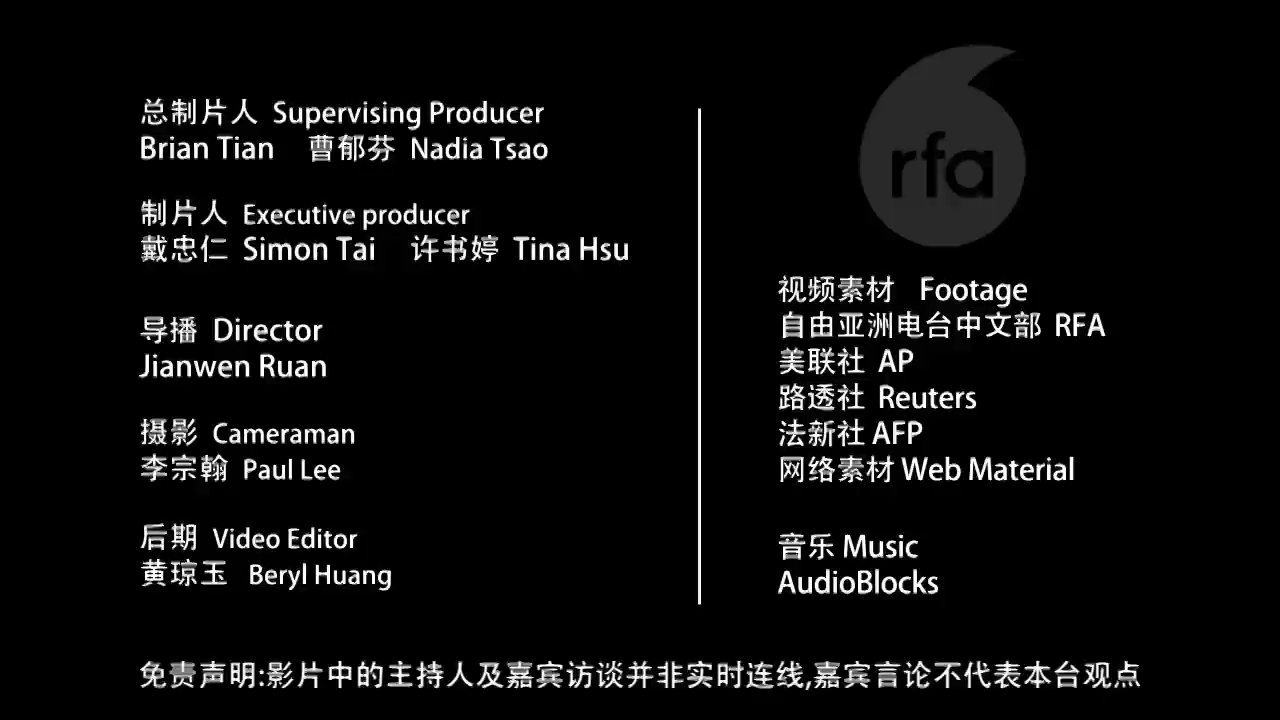 总制片人 Supervising Producer
Brian Tian 曹郁芬 Nadia Tsao
制片人 Executive producer
戴忠仁 Simon Tai 许书婷 Tina Hsu
导播 Director
Jianwen Ruan
摄影 Cameraman
李宗翰 Paul Lee
后期 Video Editor
黄琼玉 Beryl Huang
rfa
视频素材 Footage
自由亚洲电台中文部 RFA
美联社 AP
路透社 Reuters
法新社 AFP
网络素材 Web Material
音乐 Music
AudioBlocks
免责声明:影片中的主持人及嘉宾访谈并非实时连线,嘉宾言论不代表本台观点